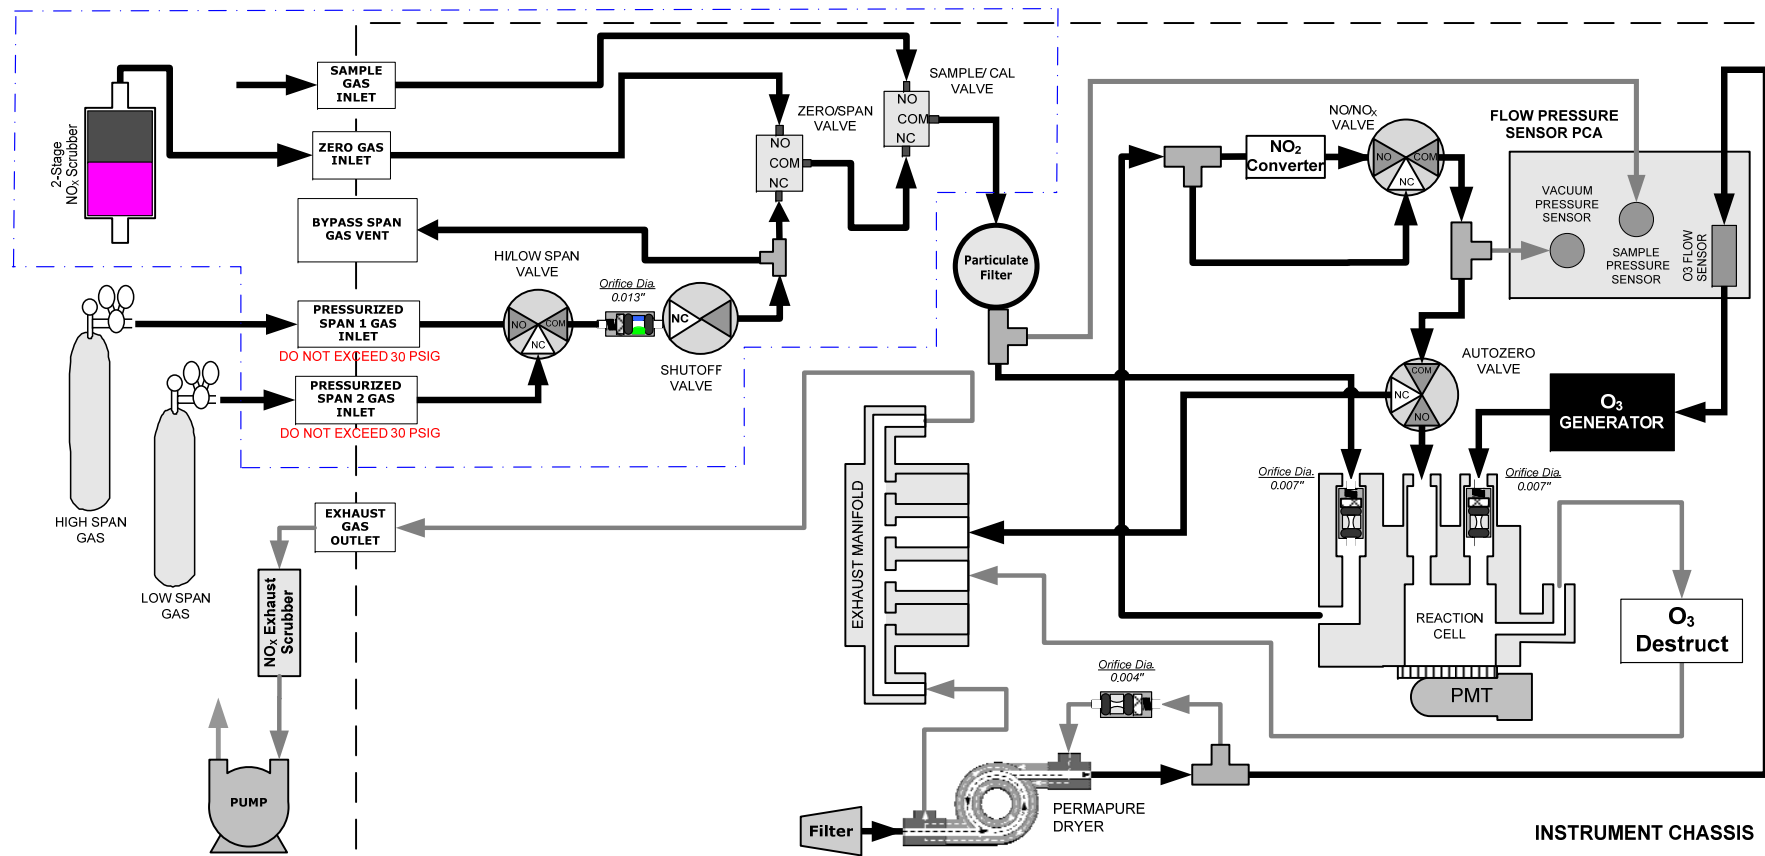 SAMPLE
GAS
INLET
ZERO GAS
INLET
2-Stage
NOX Scrubber
BYPASS SPAN
GAS VENT
PRESSURIZED
SPAN 1 GAS
INLET
DO NOT EXCEED 30 PSIG
PRESSURIZED
SPAN 2 GAS
INLET
DO NOT EXCEED 30 PSIG
HIGH SPAN
GAS
LOW SPAN
GAS
HI/LOW SPAN
VALVE
NO
COM
NC
Orifice Dia.
0.013"
NC
SHUTOFF
VALVE
ZERO/SPAN
VALVE
NO
COM
NC
SAMPLE/ CAL
VALVE
NO
COM
NC
Particulate
Filter
NO/NOX
VALVE
NO2
Converter
NO
COM
NC
FLOW PRESSURE
SENSOR PCA
VACUUM
PRESSURE
SENSOR
SAMPLE
PRESSURE
SENSOR
O3 FLOW
SENSOR
AUTOZERO
VALVE
COM
NC
NO
O3
GENERATOR
Orifice Dia.
0.007"
Orifice Dia.
0.007"
EXHAUST
GAS
OUTLET
NOX Exhaust
Scrubber
PUMP
EXHAUST MANIFOLD
REACTION
CELL
PMT
O3
Destruct
Orifice Dia.
0.004"
PERMAPURE
DRYER
Filter
INSTRUMENT CHASSIS